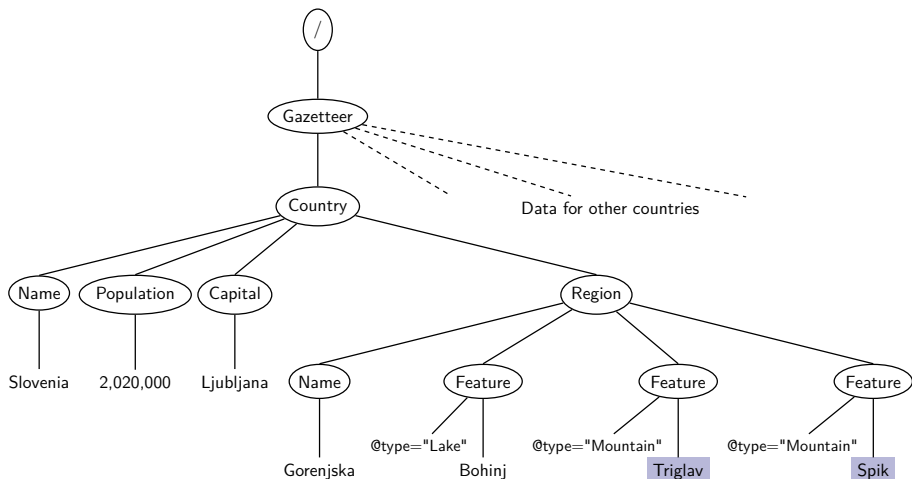 /
Gazetteer
Country
Data for other countries
Name
Population
Capital
Region
Slovenia
2,020,000
Ljubljana
Name
Feature
Feature
Feature
@type="Lake"
@type="Mountain"
@type="Mountain"
Gorenjska
Bohinj
Triglav
Spik